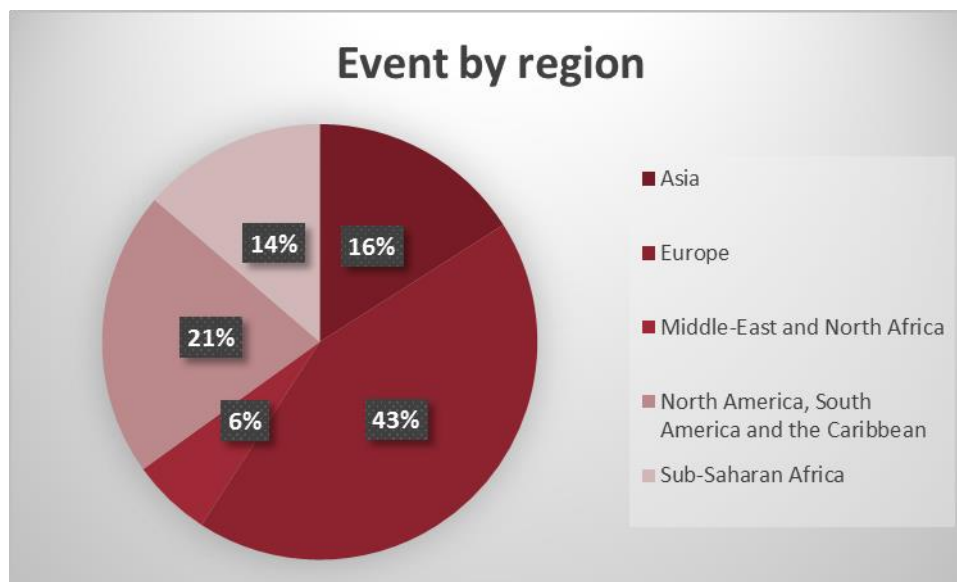 Event by region
14%
16%
21%
6%
43%
Asia
Europe
Middle-East and North Africa
North America, South
America and the Caribbean
Sub-Saharan Africa